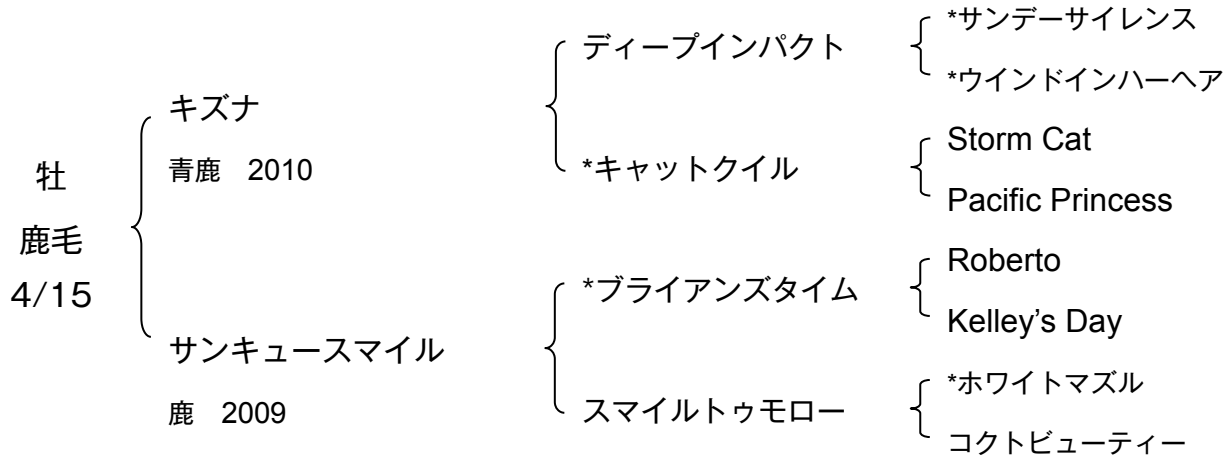 牡
鹿毛
4/15
キズナ
青鹿　2010
サンキュースマイル
鹿　2009
ディープインパクト
*キャットクイル
*ブライアンズタイム
スマイルトゥモロー
*サンデーサイレンス
*ウインドインハーヘア
Storm Cat
Pacific Princess
Roberto
Kelley’s Day
*ホワイトマズル
コクトビューティー